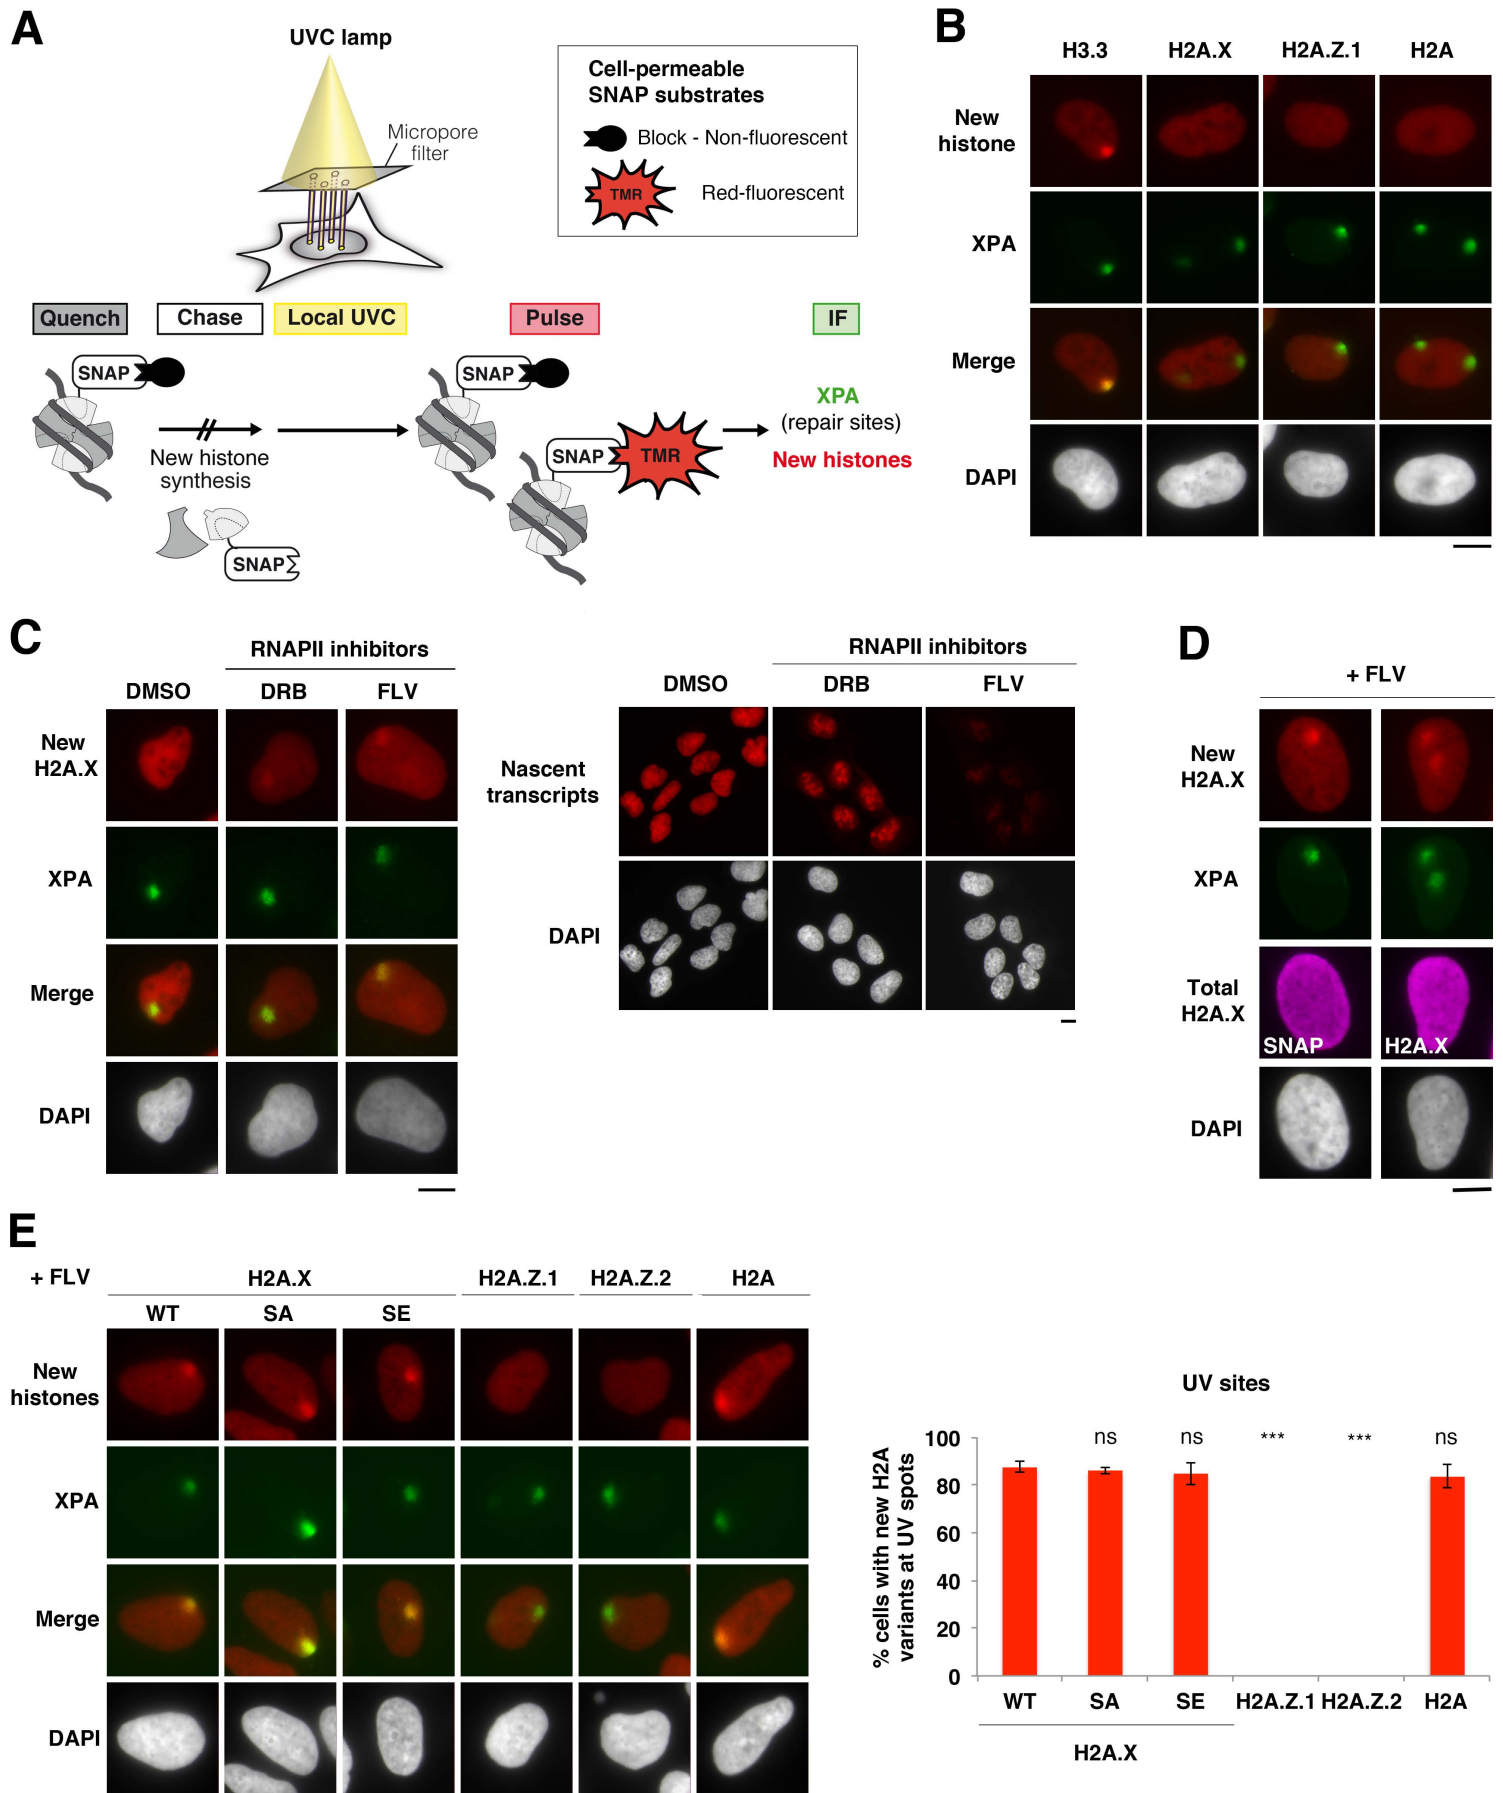 A
UVC lamp
Micropore
filter
Cell-permeable
SNAP substrates
Block - Non-fluorescent
TMR
Red-fluorescent
Quench
Chase
Local UVC
Pulse
IF
SNAP
SNAP
New histone
synthesis
SNAP
SNAP
TMR
XPA
(repair sites)
New histones
B
H3.3 H2A.X H2A.Z.1 H2A
New
histone
XPA
Merge
DAPI
C
RNAPII inhibitors
DMSO DRB FLV
New
H2A.X
XPA
Merge
DAPI
RNAPII inhibitors
DMSO DRB FLV
Nascent
transcripts
DAPI
D
+ FLV
New
H2A.X
XPA
Total
H2A.X
SNAP H2A.X
DAPI
E
+ FLV H2A.X H2A.Z.1 H2A.Z.2 H2A
WT SA SE
New
histones
XPA
Merge
DAPI
UV sites
% cells with new H2A
variants at UV spots
100
80
60
40
20
0
ns ns *** *** ns
WT SA SE H2A.Z.1 H2A.Z.2 H2A
H2A.X